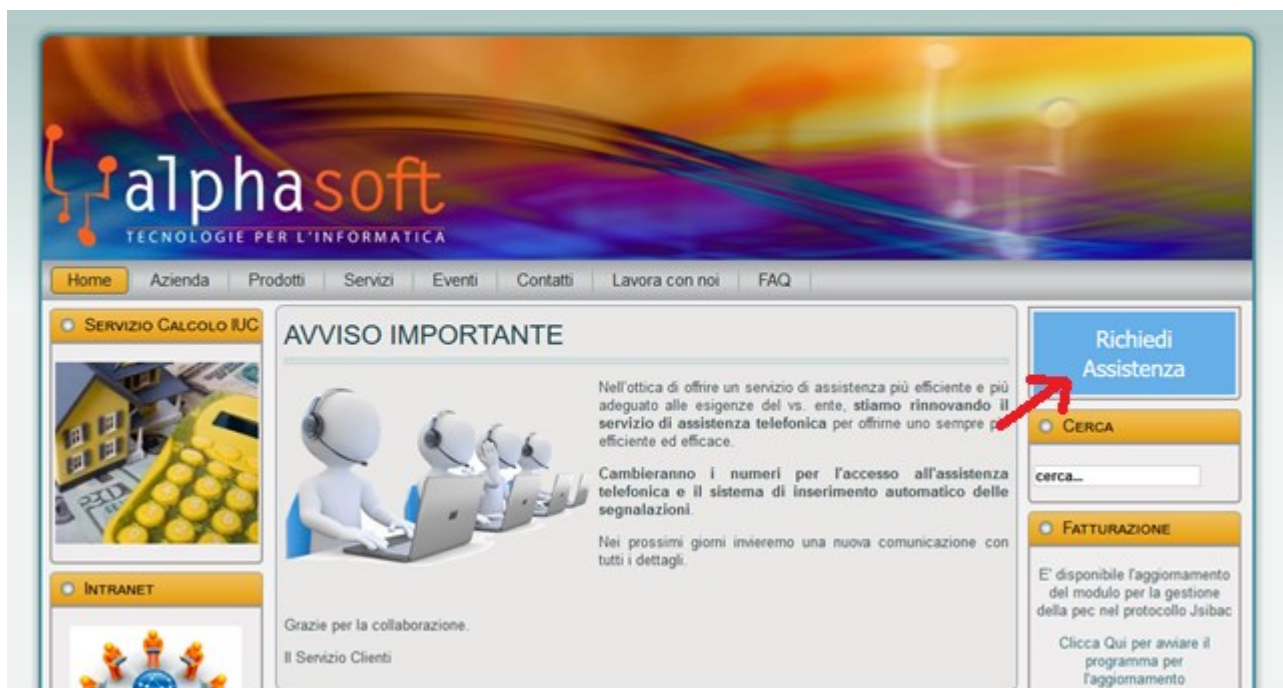 alphasoft
TECNOLOGIE PER L'INFORMATICA
Home Azienda Prodotti Servizi Eventi Contatti Lavora con noi FAQ
SERVIZIO CALCOLO IUC
INTRANET
AVVISO IMPORTANTE
Nell'ottica di offrire un servizio di assistenza più efficiente e più
adeguato alle esigenze del vs. ente, stiamo rinnovando il
servizio di assistenza telefonica per offrirne uno sempre
efficiente ed efficace.
Cambieranno i numeri per l'accesso all'assistenza
telefonica e il sistema di inserimento automatico delle
segnalazioni.
Nei prossimi giorni invieremo una nuova comunicazione con
tutti i dettagli.
Grazie per la collaborazione.
Il Servizio Clienti
Richiedi
Assistenza
CERCA
cerca...
FATTURAZIONE
E' disponibile l'aggiornamento
del modulo per la gestione
della pec nel protocollo Jsibac
Clicca Qui per avviare il
programma per
l'aggiornamento